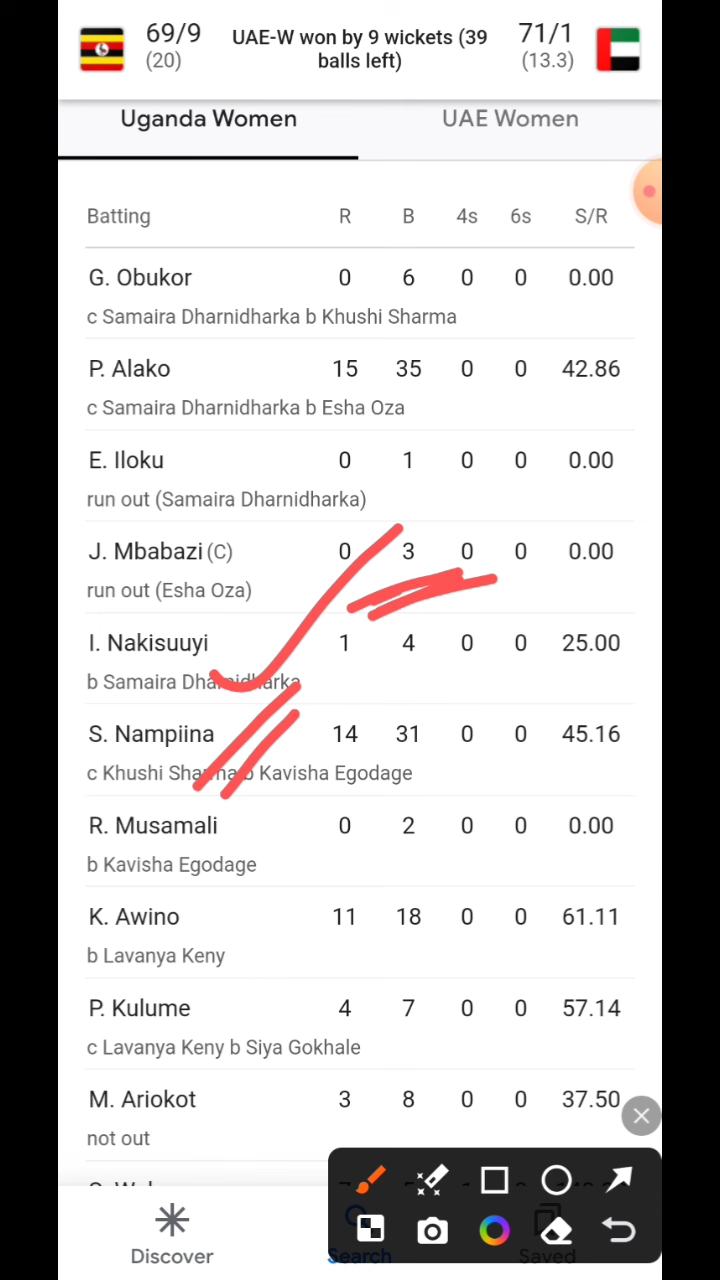 69/9 UAE-W won by 9 wickets (39 71/1
(20) balls left) (13.3)
Uganda Women UAE Women
Batting R B 4s 6s S/R
G. Obukor 0 6 0 0 0.00
c Samaira Dharnidharka b Khushi Sharma
P. Alako 15 35 0 0 42.86
c Samaira Dharnidharka b Esha Oza
E. Iloku 0 1 0 0 0.00
run out (Samaira Dharnidharka)
J. Mbabazi (C) 0 3 0 0 0.00
run out (Esha Oza)
I. Nakisuuyi 1 4 0 0 25.00
b Samaira Dharnidharka
S. Nampiina 14 31 0 0 45.16
c Khushi Sharma b Kavisha Egodage
R. Musamali 0 2 0 0 0.00
b Kavisha Egodage
K. Awino 11 18 0 0 61.11
b Lavanya Keny
P. Kulume 4 7 0 0 57.14
c Lavanya Keny b Siya Gokhale
M. Ariokot 3 8 0 0 37.50
not out
Discover Search Saved